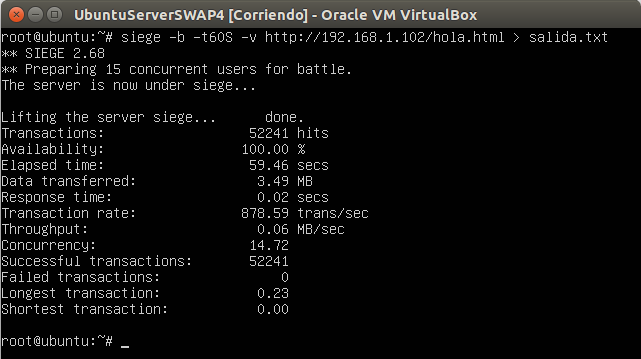 UbuntuServerSWAP4 [Corriendo] - Oracle VM VirtualBox
root@ubuntu:~# siege -b -t60S -v http://192.168.1.102/hola.html > salida.txt
** SIEGE 2.68
** Preparing 15 concurrent users for battle.
The server is now under siege...
Lifting the server siege...      done.
Transactions:                  52241 hits
Availability:                 100.00 %
Elapsed time:                  59.46 secs
Data transferred:               3.49 MB
Response time:                  0.02 secs
Transaction rate:             878.59 trans/sec
Throughput:                     0.06 MB/sec
Concurrency:                   14.72
Successful transactions:       52241
Failed transactions:               0
Longest transaction:            0.23
Shortest transaction:           0.00
root@ubuntu:~# _